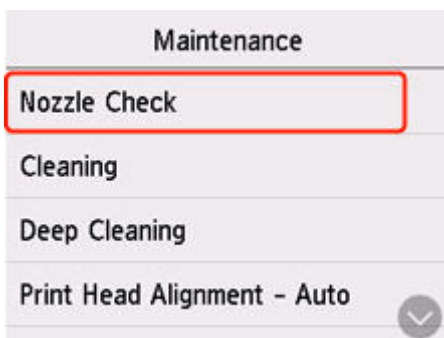 Maintenance
Nozzle Check
Cleaning
Deep Cleaning
Print Head Alignment - Auto